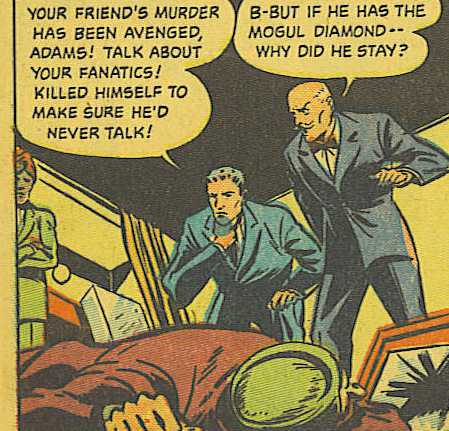 YOUR FRIEND'S MURDER
HAS BEEN AVENGED,
ADAMS! TALK ABOUT
YOUR FANATICS!
KILLED HIMSELF TO
MAKE SURE HE'D
NEVER TALK!
B-BUT IF HE HAS THE
MOGUL DIAMOND--
WHY DID HE STAY?